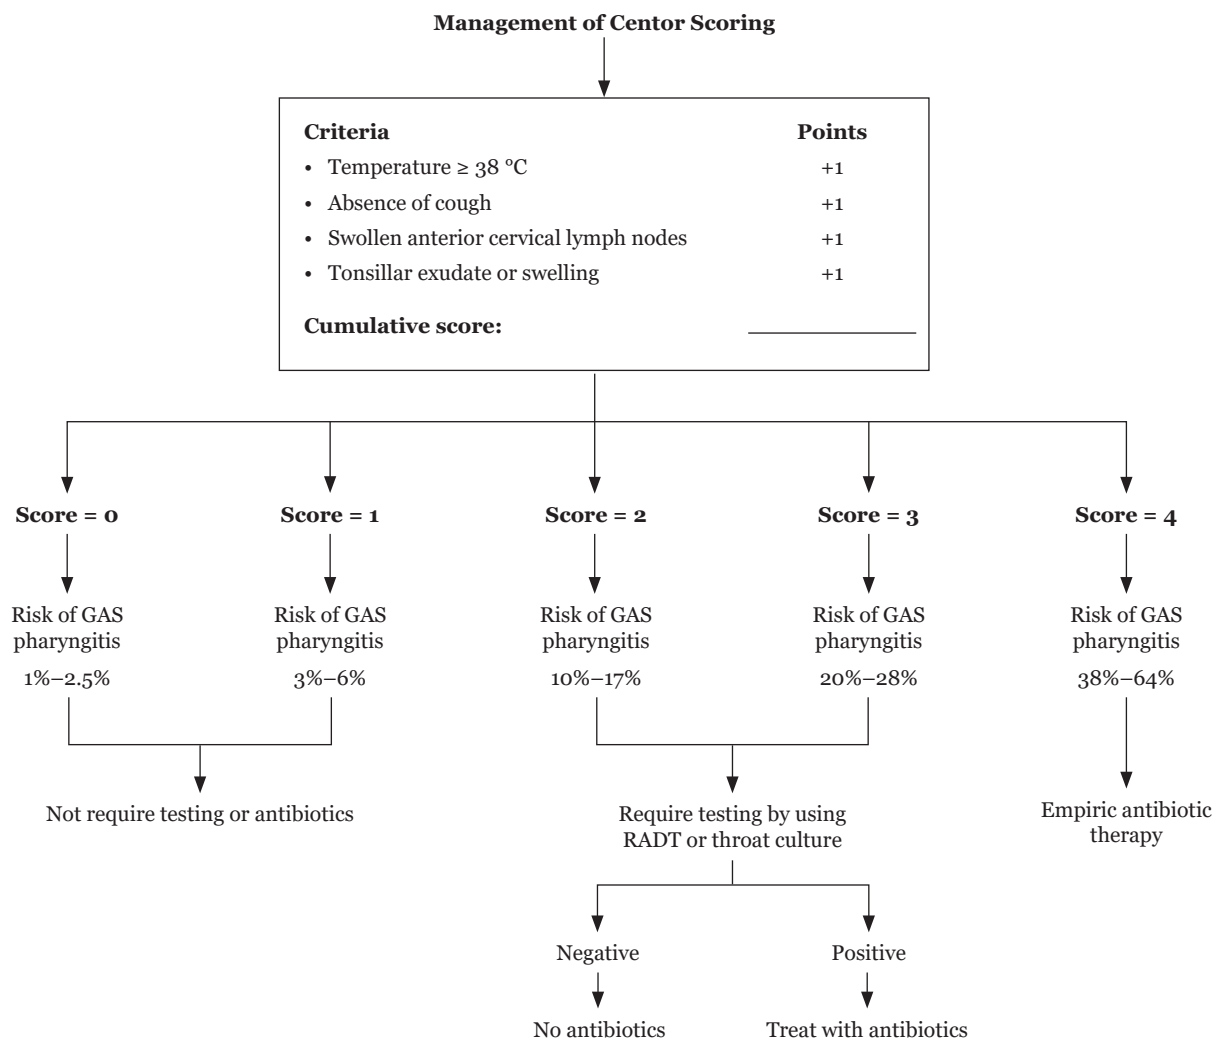 Management of Centor Scoring
Criteria Points
• Temperature ≥ 38 °C +1
• Absence of cough +1
• Swollen anterior cervical lymph nodes +1
• Tonsillar exudate or swelling +1
Cumulative score:
Score = 0 Score = 1 Score = 2 Score = 3 Score = 4
Risk of GAS Risk of GAS Risk of GAS Risk of GAS Risk of GAS
pharyngitis pharyngitis pharyngitis pharyngitis pharyngitis
1%–2.5% 3%–6% 10%–17% 20%–28% 38%–64%
Not require testing or antibiotics
Require testing by using
RADT or throat culture
Empiric antibiotic
therapy
Negative Positive
No antibiotics Treat with antibiotics